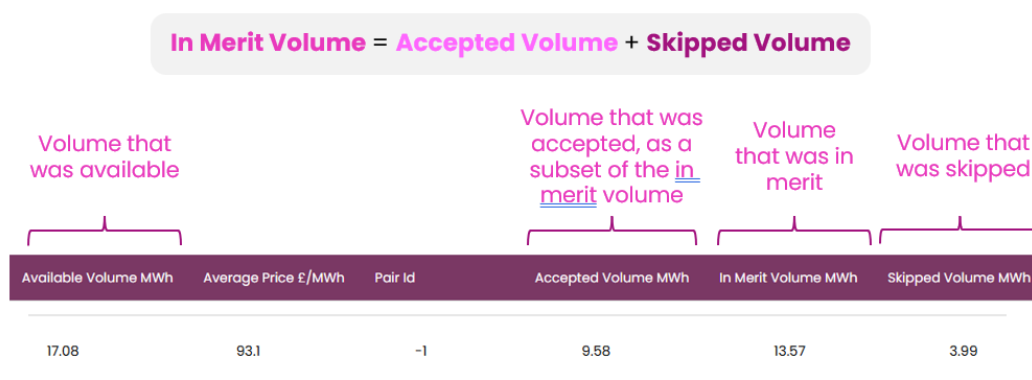 In Merit Volume = Accepted Volume + Skipped Volume
Volume that
was available
Volume that was
accepted, as a
subset of the in
merit volume
Volume
that was in
merit
Volume that
was skipped
Available Volume MWh Average Price £/MWh Pair Id Accepted Volume MWh In Merit Volume MWh Skipped Volume MWh
17.08 93.1 -1 9.58 13.57 3.99